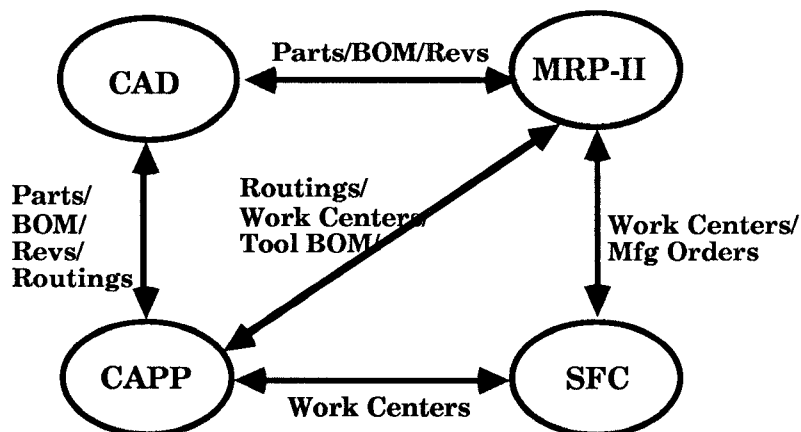 Parts/BOM/Revs
CAD
MRP-II
Parts/
BOM/
Revs/
Routings
Routings/
Work Centers/
Tool BOM/
Work Centers/
Mfg Orders
CAPP
SFC
Work Centers